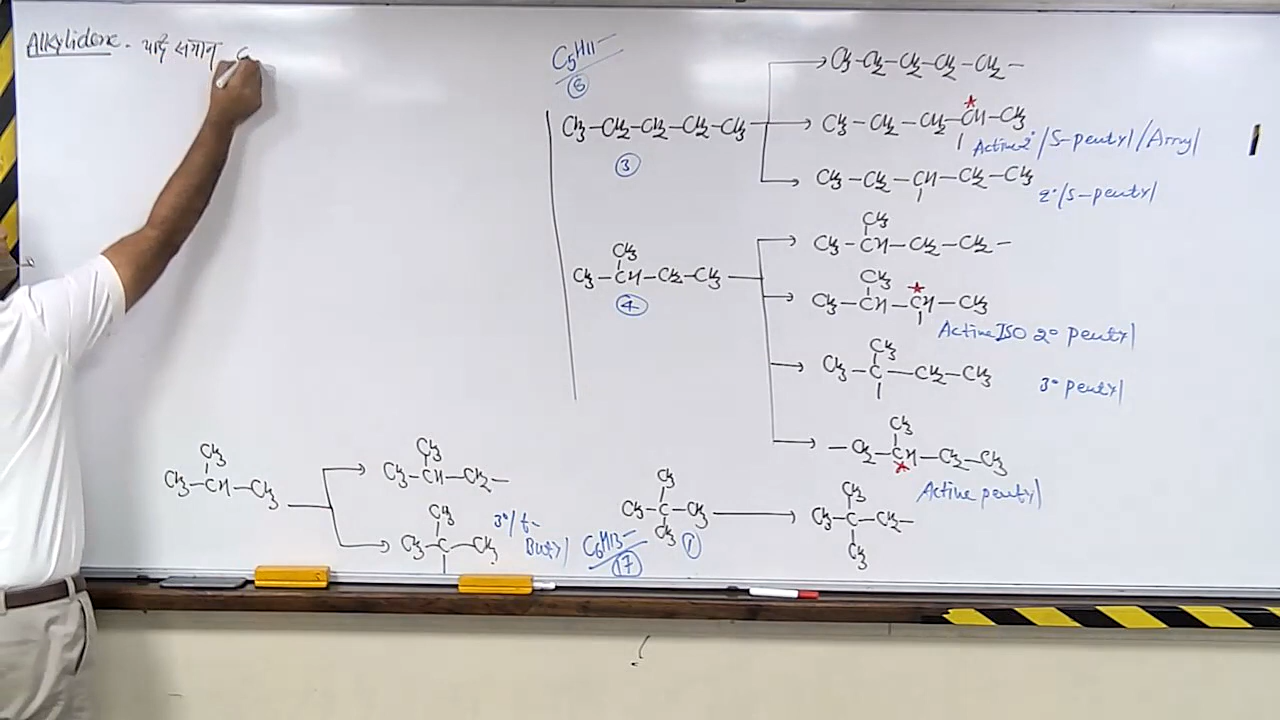 Alkylidene. यदि समान C
C5H11–
⑧
CH3–CH2–CH2–CH2–CH3
③
CH3–CH2–CH2–CH2–CH2–
CH3–CH2–CH2–CH–CH3
Active 2°/S-pentyl/Amyl
CH3–CH2–CH–CH2–CH3
2°/S-pentyl
CH3
CH3–CH–CH2–CH3
④
CH3
CH3–CH–CH2–CH2–
CH3
CH3–CH–CH–CH3
Active ISO 2° pentyl
CH3
CH3–C–CH2–CH3
3° pentyl
CH3
–CH2–CH–CH2–CH3
Active pentyl
CH3
CH3–CH–CH3
CH3
CH3–CH–CH2–
CH3
CH3–C–CH3
3°/t-
Butyl
CH3
CH3–C–CH3
CH3
①
CH3
CH3–C–CH2–
CH3
C6H13–
⑰